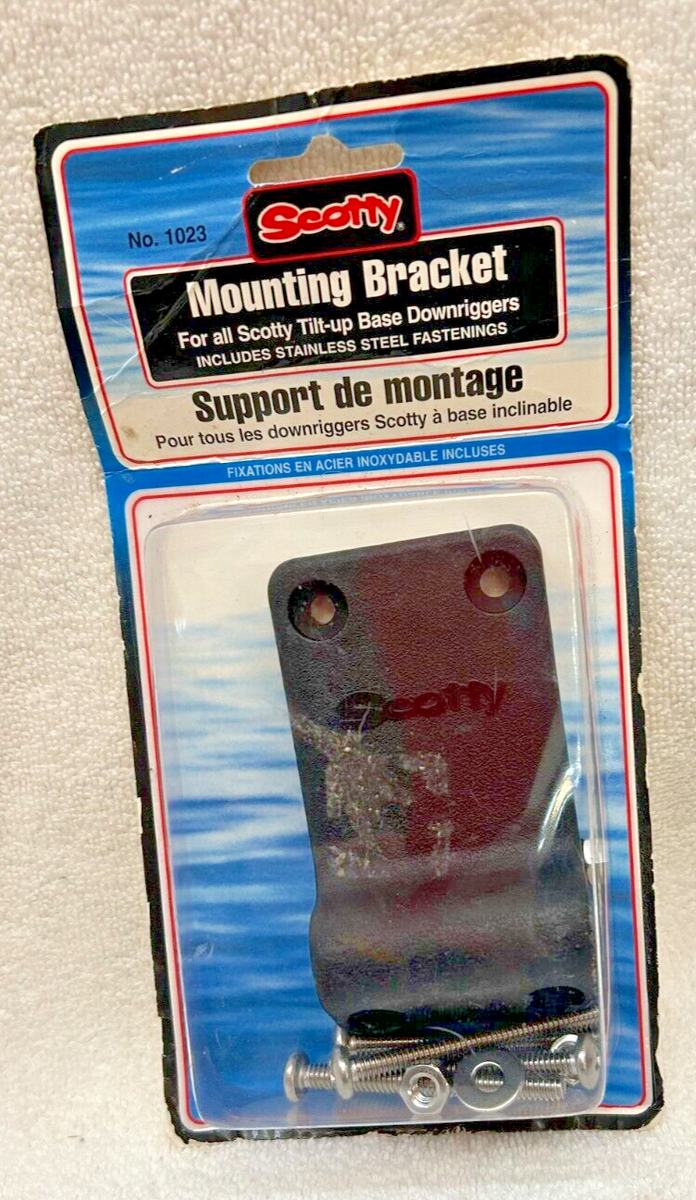 Scotty®
No. 1023
Mounting Bracket
For all Scotty Tilt-up Base Downriggers
INCLUDES STAINLESS STEEL FASTENINGS
Support de montage
Pour tous les downriggers Scotty à base inclinable
FIXATIONS EN ACIER INOXYDABLE INCLUSES
Scotty